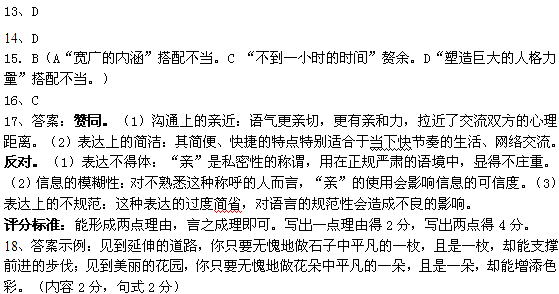 13、D
14、D
15. B（A“宽广的内涵”搭配不当。C “不到一小时的时间”赘余。D“塑造巨大的人格力
量”搭配不当。）
16、C
17、答案：赞同。（1）沟通上的亲近：语气更亲切，更有亲和力，拉近了交流双方的心理
距离。（2）表达上的简洁：其简便、快捷的特点特别适合于当下快节奏的生活、网络交流。
反对。（1）表达不得体：“亲”是私密性的称谓，用在正规严肃的语境中，显得不庄重。
（2）信息的模糊性：对不熟悉这种称呼的人而言，“亲”的使用会影响信息的可信度。（3）
表达上的不规范：这种表达的过度简省，对语言的规范性会造成不良的影响。
评分标准：能形成两点理由，言之成理即可。写出一点理由得2分，写出两点得4分。
18、答案示例：见到延伸的道路，你只要无愧地做石子中平凡的一枚，且是一枚，却能支撑
前进的步伐；见到美丽的花园，你只要无愧地做花朵中平凡的一朵，且是一朵，却能增添色
彩。（内容2分，句式2分）